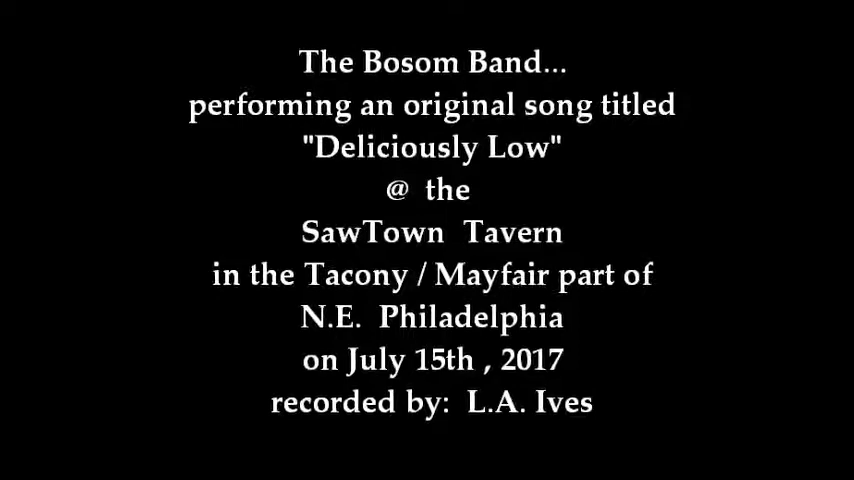 The Bosom Band...
performing an original song titled
"Deliciously Low"
@ the
SawTown Tavern
in the Tacony / Mayfair part of
N.E. Philadelphia
on July 15th , 2017
recorded by: L.A. Ives